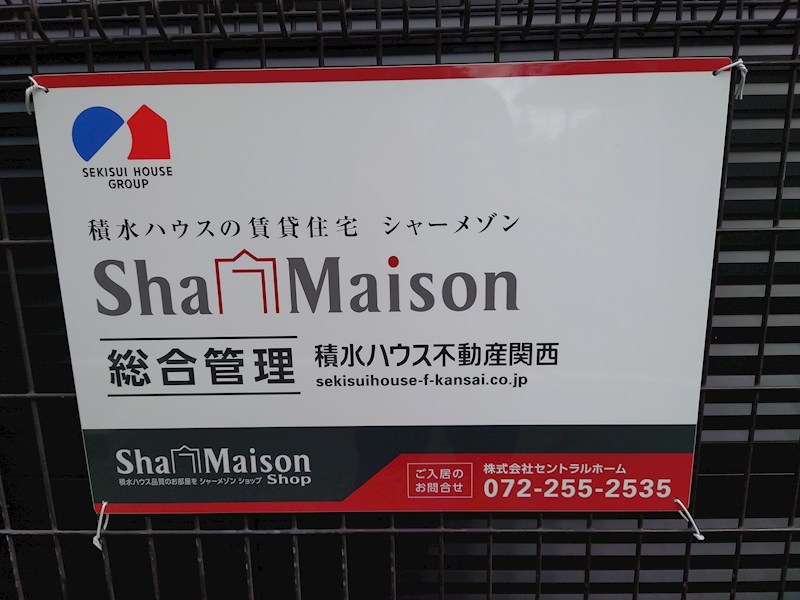 SEKISUI HOUSE
GROUP
積水ハウスの賃貸住宅 シャーメゾン
Sha Maison
総合管理
積水ハウス不動産関西
sekisuihouse-f-kansai.co.jp
Sha Maison
積水ハウス品質のお部屋を シャーメゾン ショップ Shop
ご入居の
お問合せ
株式会社セントラルホーム
072-255-2535